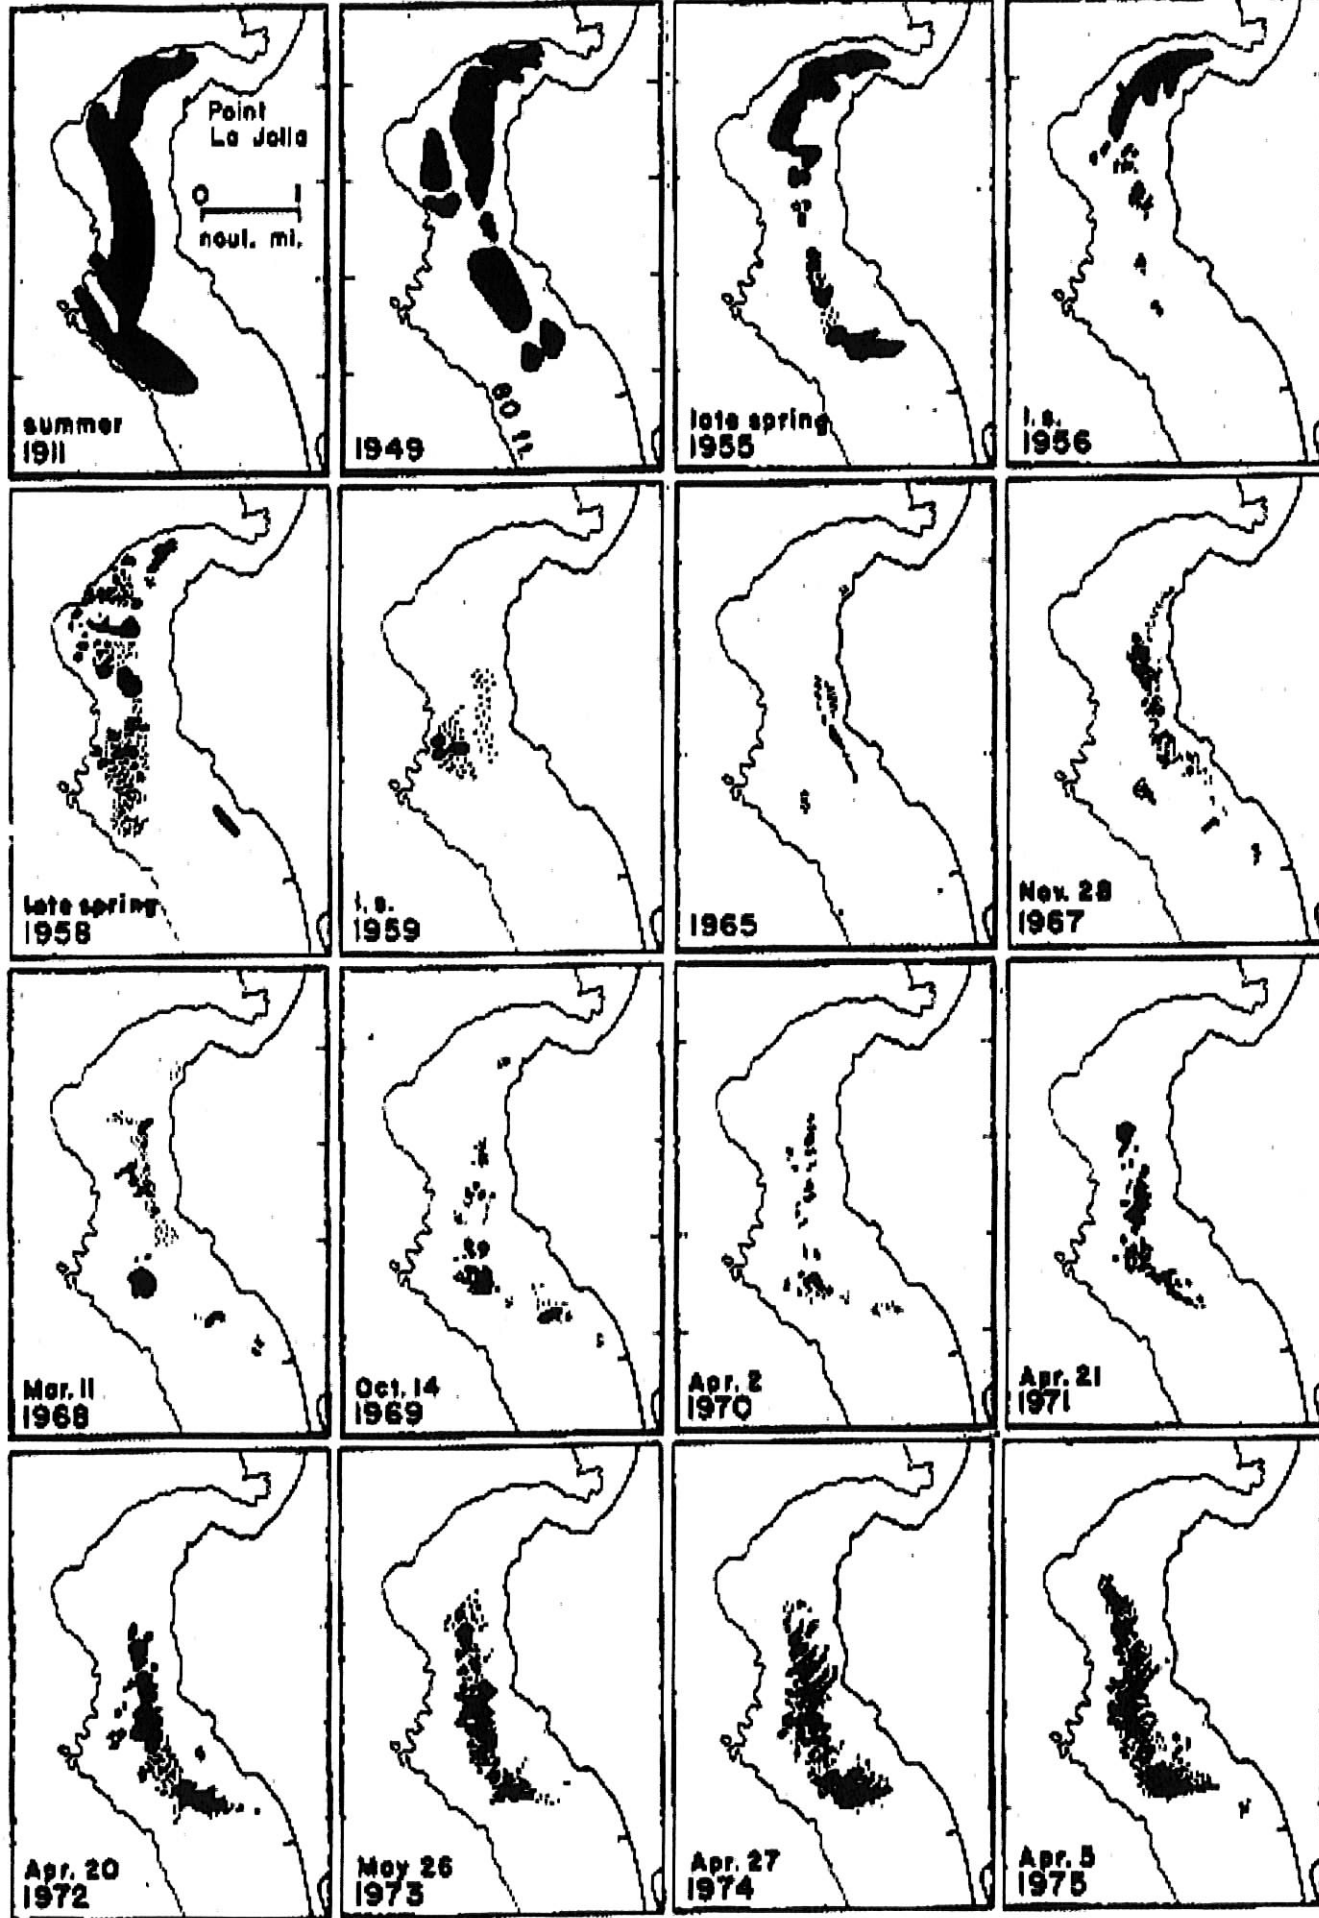 Point
La Jolla
0 1
naut. mi.
summer
1911
60 ft.
1949
late spring
1955
l. s.
1956
late spring
1958
l. s.
1959
1965
Nov. 28
1967
Mar. 11
1968
Oct. 14
1969
Apr. 2
1970
Apr. 21
1971
Apr. 20
1972
May 26
1973
Apr. 27
1974
Apr. 5
1975